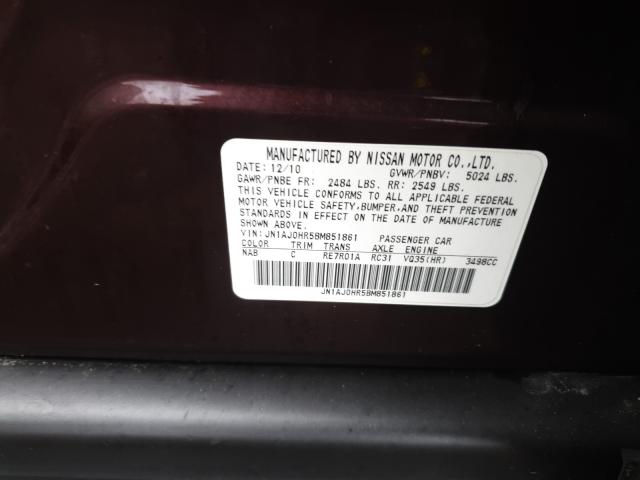 MANUFACTURED BY NISSAN MOTOR CO.,LTD.
DATE: 12/10 GVWR/PNBV: 5024 LBS.
GAWR/PNBE FR: 2484 LBS. RR: 2549 LBS.
THIS VEHICLE CONFORMS TO ALL APPLICABLE FEDERAL
MOTOR VEHICLE SAFETY,BUMPER,AND THEFT PREVENTION
STANDARDS IN EFFECT ON THE DATE OF MANUFACTURE
SHOWN ABOVE.
VIN: JN1AJ0HR5BM851861 PASSENGER CAR
COLOR TRIM TRANS AXLE ENGINE
NAB C RE7R01A RC31 VQ35(HR) 3498CC
JN1AJ0HR5BM851861